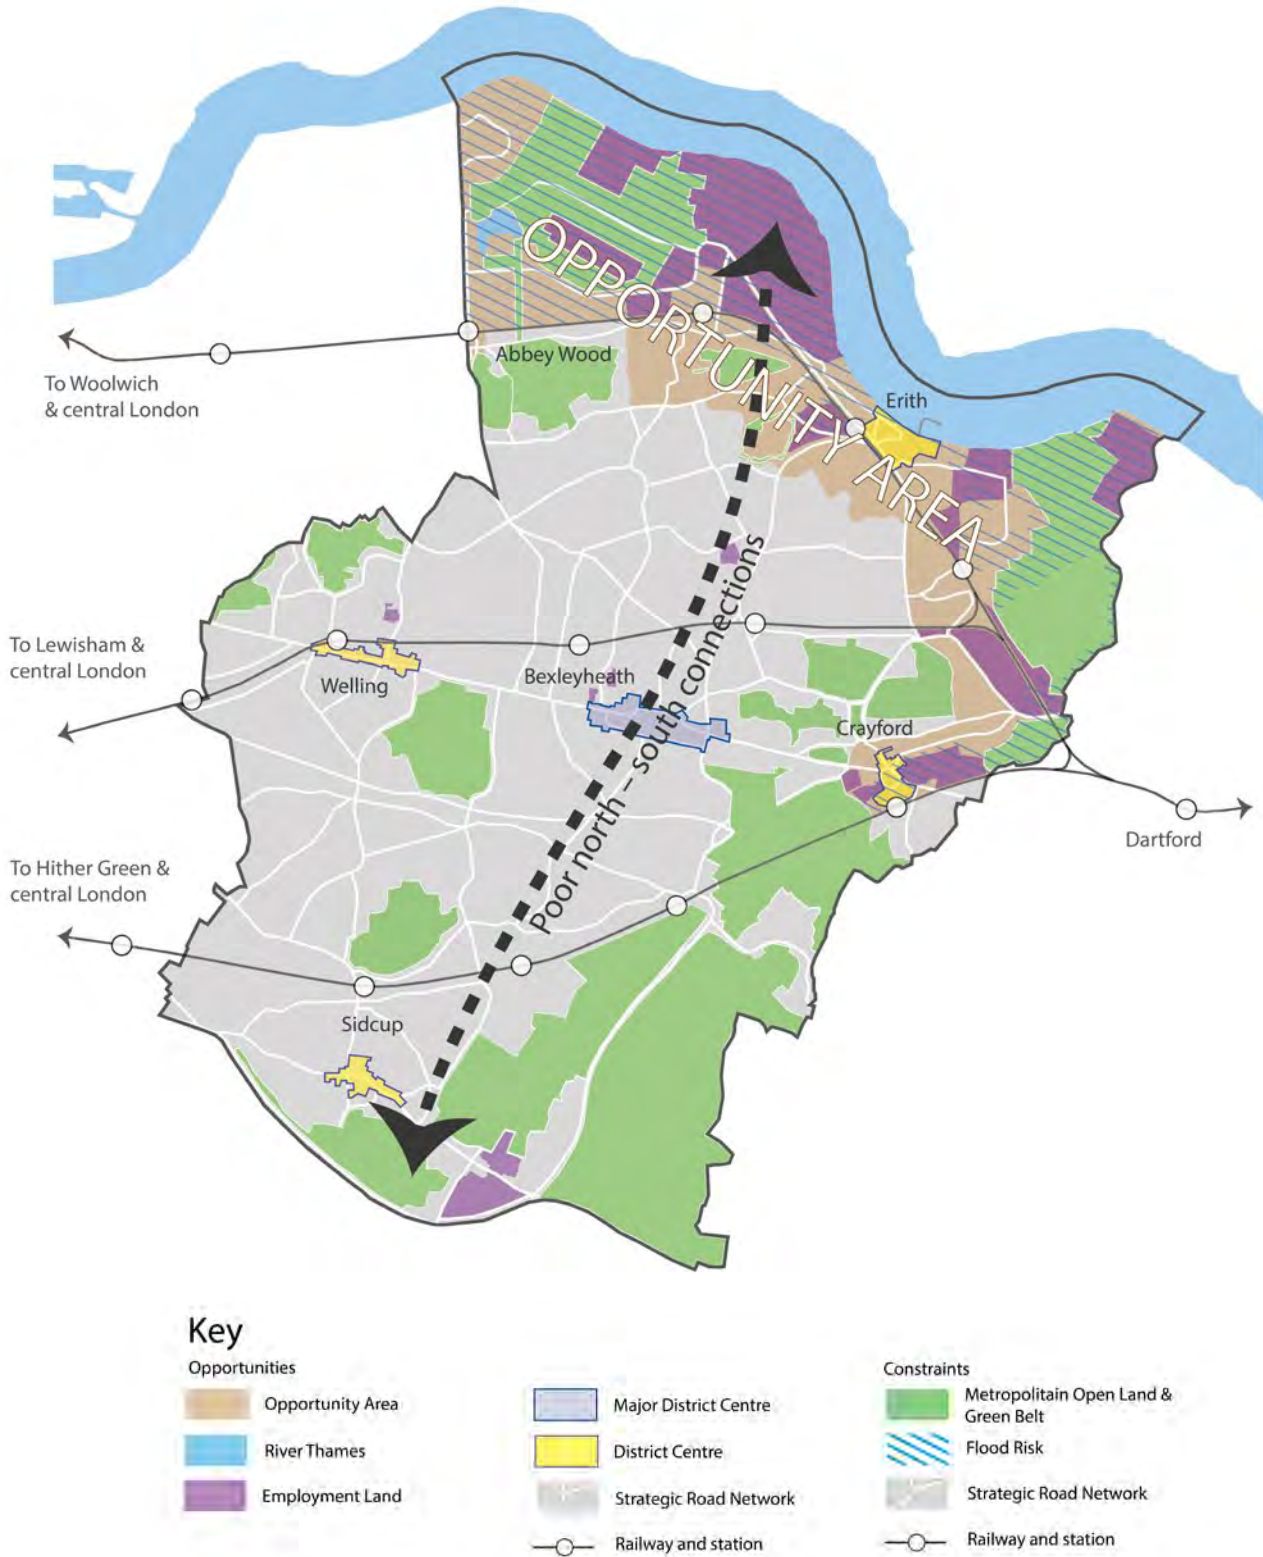 OPPORTUNITY AREA
Abbey Wood
To Woolwich
& central London
Erith
Poor north – south connections
To Lewisham &
central London
Welling
Bexleyheath
Crayford
Dartford
To Hither Green &
central London
Sidcup
Key
Opportunities
Opportunity Area
River Thames
Employment Land
Major District Centre
District Centre
Strategic Road Network
Railway and station
Constraints
Metropolitain Open Land &
Green Belt
Flood Risk
Strategic Road Network
Railway and station